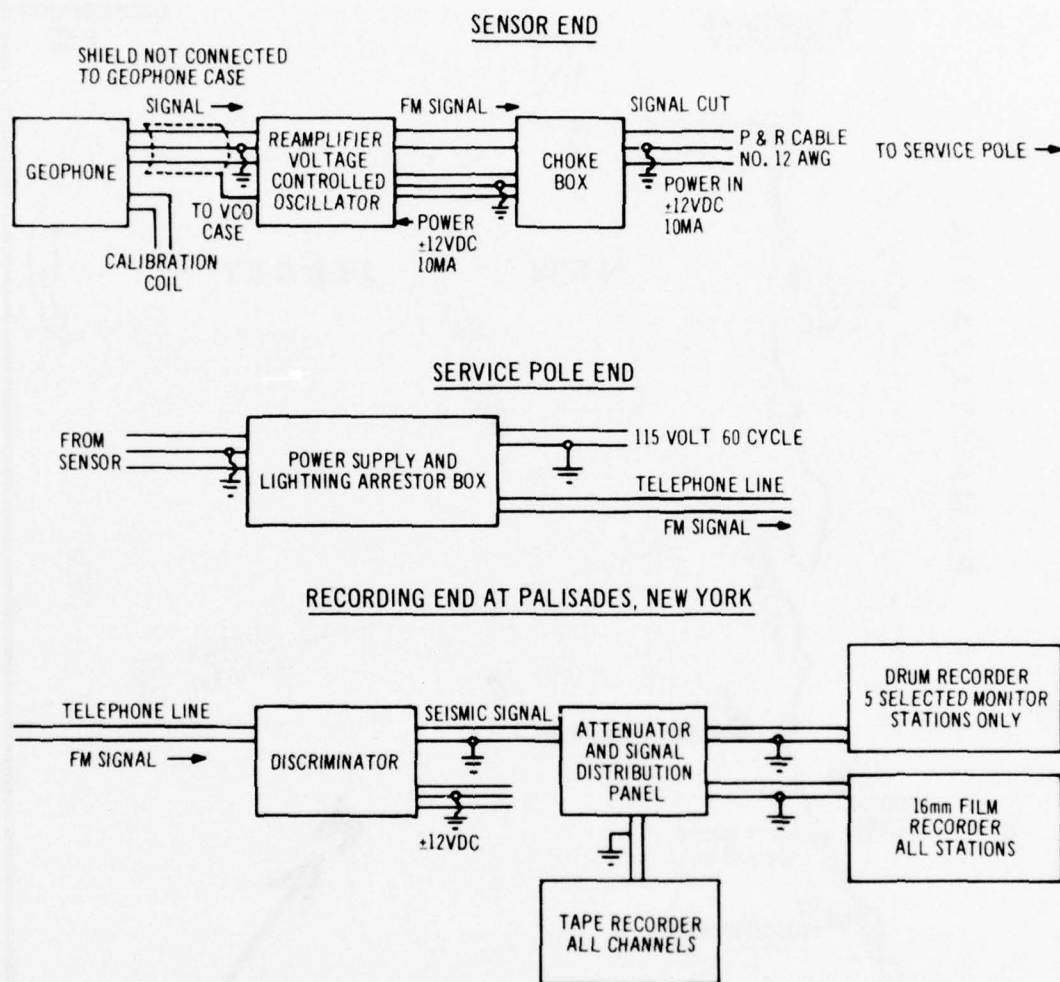 SENSOR END
SHIELD NOT CONNECTED
TO GEOPHONE CASE
SIGNAL →
FM SIGNAL →
SIGNAL CUT
GEOPHONE
REAMPLIFIER
VOLTAGE
CONTROLLED
OSCILLATOR
CHOKE
BOX
P & R CABLE
NO. 12 AWG
TO SERVICE POLE →
TO VCO
CASE
POWER
±12VDC
10MA
POWER IN
±12VDC
10MA
CALIBRATION
COIL
SERVICE POLE END
FROM
SENSOR
POWER SUPPLY AND
LIGHTNING ARRESTOR BOX
115 VOLT 60 CYCLE
TELEPHONE LINE
FM SIGNAL →
RECORDING END AT PALISADES, NEW YORK
TELEPHONE LINE
FM SIGNAL →
DISCRIMINATOR
SEISMIC SIGNAL
±12VDC
ATTENUATOR
AND SIGNAL
DISTRIBUTION
PANEL
DRUM RECORDER
5 SELECTED MONITOR
STATIONS ONLY
16mm FILM
RECORDER
ALL STATIONS
TAPE RECORDER
ALL CHANNELS